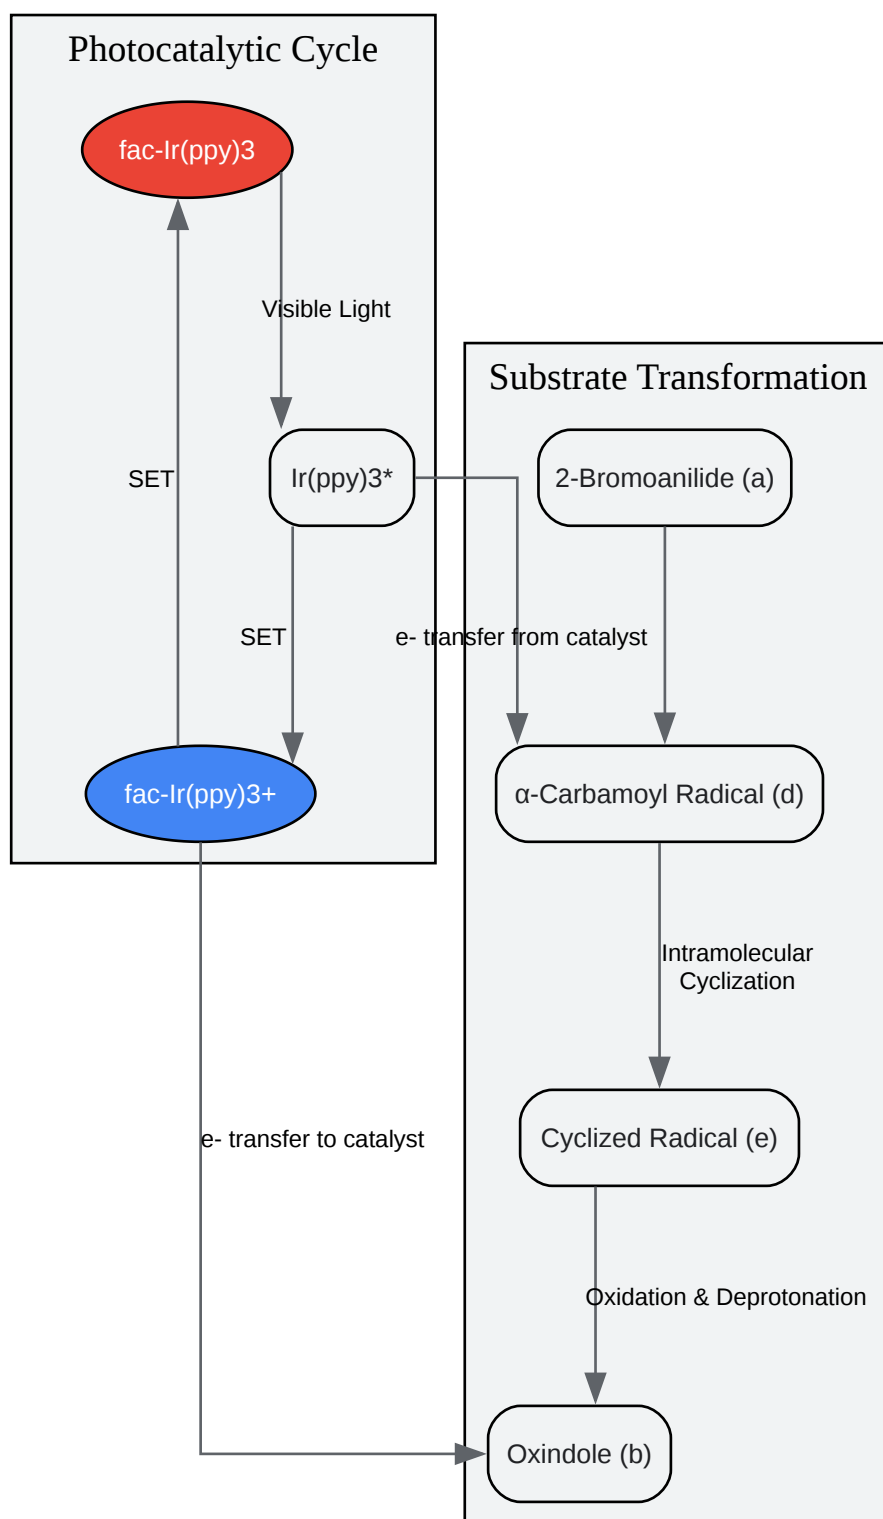 Photocatalytic Cycle
fac-Ir(ppy)3
Visible Light
Substrate Transformation
SET
Ir(ppy)3*
2-Bromoanilide (a)
SET
e- transfer from catalyst
fac-Ir(ppy)3+
α-Carbamoyl Radical (d)
Intramolecular
Cyclization
e- transfer to catalyst
Cyclized Radical (e)
Oxidation & Deprotonation
Oxindole (b)